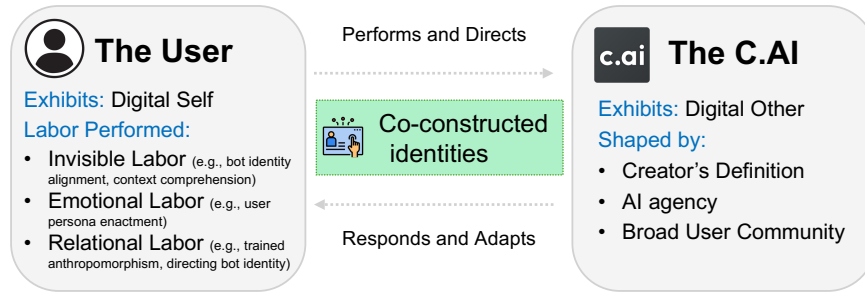 The User
Exhibits: Digital Self
Labor Performed:
• Invisible Labor (e.g., bot identity
alignment, context comprehension)
• Emotional Labor (e.g., user
persona enactment)
• Relational Labor (e.g., trained
anthropomorphism, directing bot identity)
Performs and Directs
Co-constructed
identities
Responds and Adapts
c.ai
The C.AI
Exhibits: Digital Other
Shaped by:
• Creator’s Definition
• AI agency
• Broad User Community